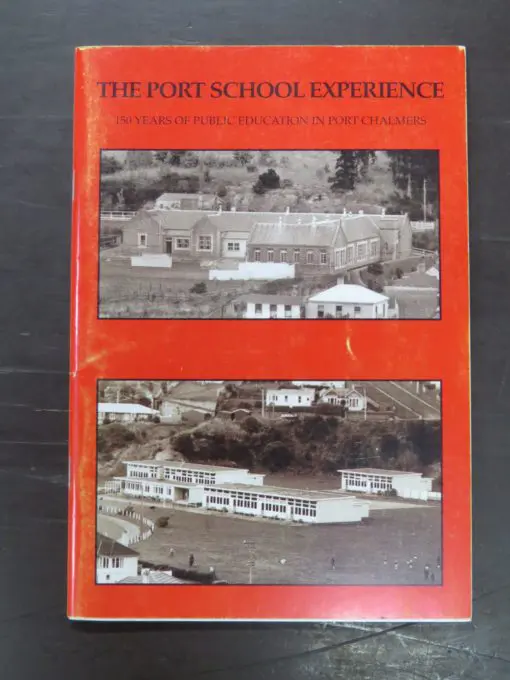 THE PORT SCHOOL EXPERIENCE
150 YEARS OF PUBLIC EDUCATION IN PORT CHALMERS